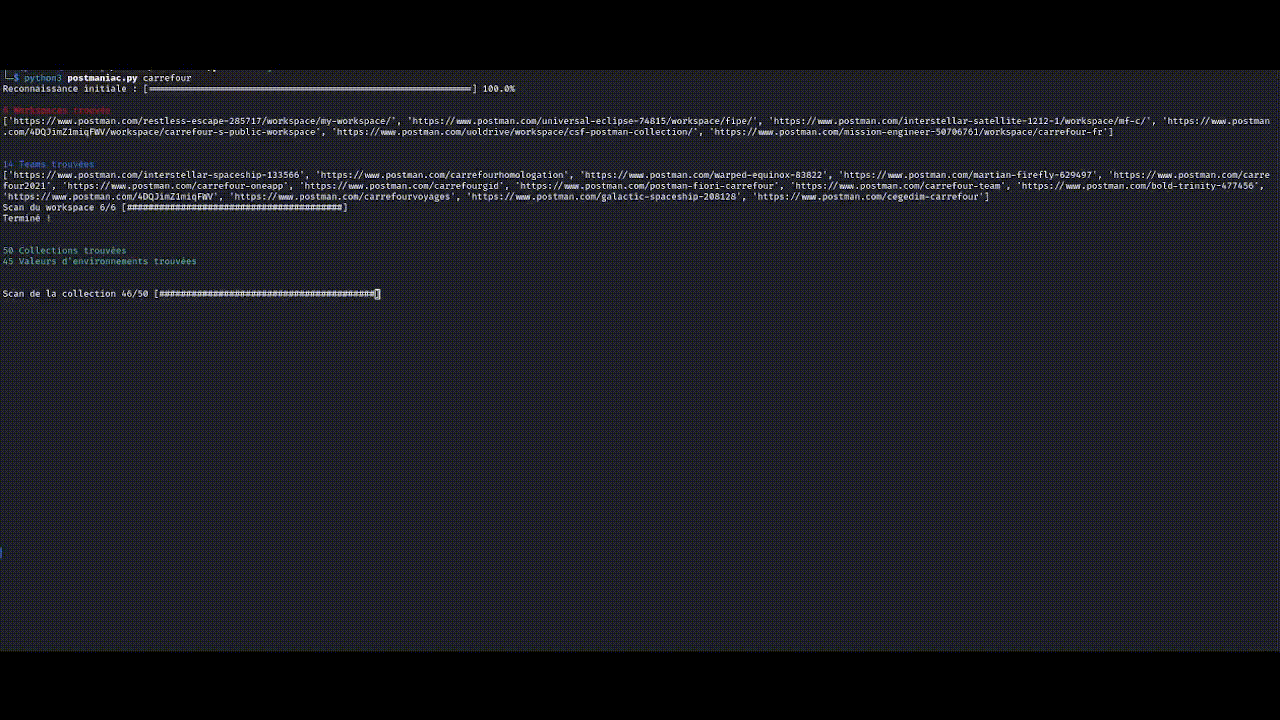 └─$ python3 postmaniac.py carrefour
Reconnaissance initiale : [============================================================] 100.0%
6 Workspaces trouvés
['https://www.postman.com/restless-escape-285717/workspace/my-workspace/', 'https://www.postman.com/universal-eclipse-74815/workspace/fipe/', 'https://www.postman.com/interstellar-satellite-1212-1/workspace/mf-c/', 'https://www.postman
.com/4DQJimZ1miqFWV/workspace/carrefour-s-public-workspace', 'https://www.postman.com/uoldrive/workspace/csf-postman-collection/', 'https://www.postman.com/mission-engineer-50706761/workspace/carrefour-fr']
14 Teams trouvées
['https://www.postman.com/interstellar-spaceship-133566', 'https://www.postman.com/carrefourhomologation', 'https://www.postman.com/warped-equinox-83822', 'https://www.postman.com/martian-firefly-629497', 'https://www.postman.com/carre
four2021', 'https://www.postman.com/carrefour-oneapp', 'https://www.postman.com/carrefourgid', 'https://www.postman.com/postman-fiori-carrefour', 'https://www.postman.com/carrefour-team', 'https://www.postman.com/bold-trinity-477456',
'https://www.postman.com/4DQJimZ1miqFWV', 'https://www.postman.com/carrefourvoyages', 'https://www.postman.com/galactic-spaceship-208128', 'https://www.postman.com/cegedim-carrefour']
Scan du workspace 6/6 [########################################]
Terminé !
50 Collections trouvées
45 Valeurs d'environnements trouvées
Scan de la collection 46/50 [########################################]